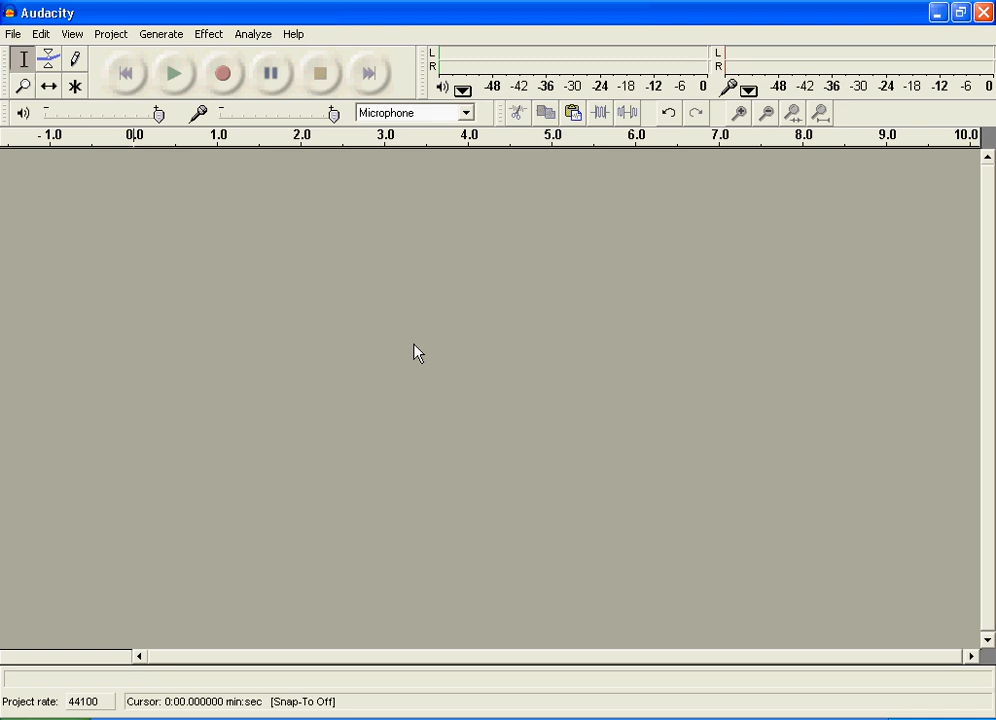 Audacity
File Edit View Project Generate Effect Analyze Help
L
R
-48 -42 -36 -30 -24 -18 -12 -6 0
L
R
-48 -42 -36 -30 -24 -18 -12 -6 0
- + - + Microphone
- 1.0 0.0 1.0 2.0 3.0 4.0 5.0 6.0 7.0 8.0 9.0 10.0
Project rate: 44100 Cursor: 0:00.000000 min:sec [Snap-To Off]